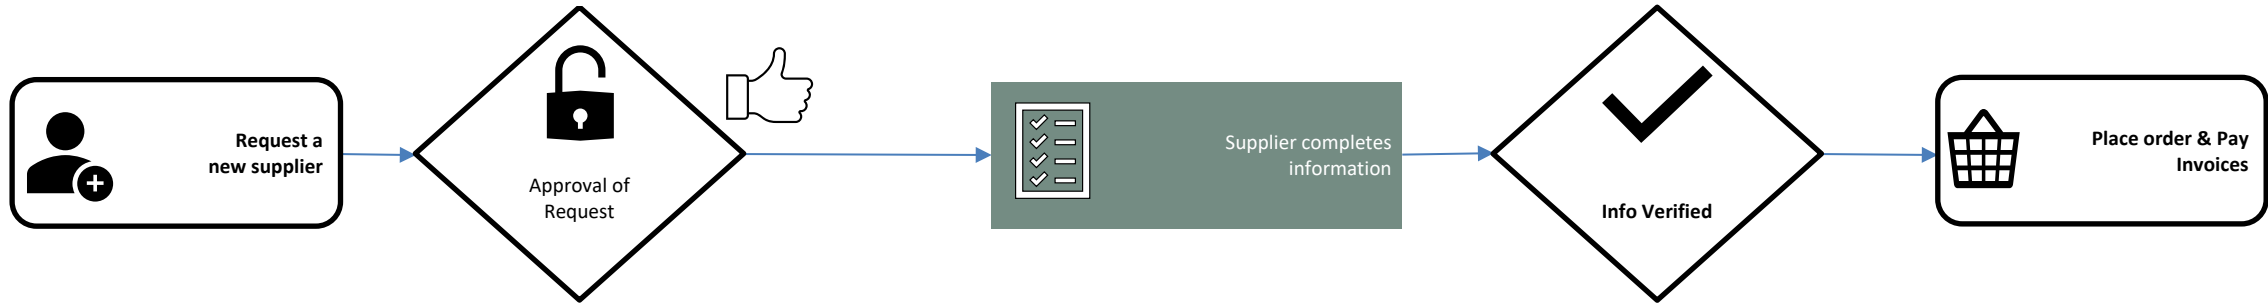 Request a
new supplier
Approval of
Request
Supplier completes
information
Info Verified
Place order & Pay
Invoices